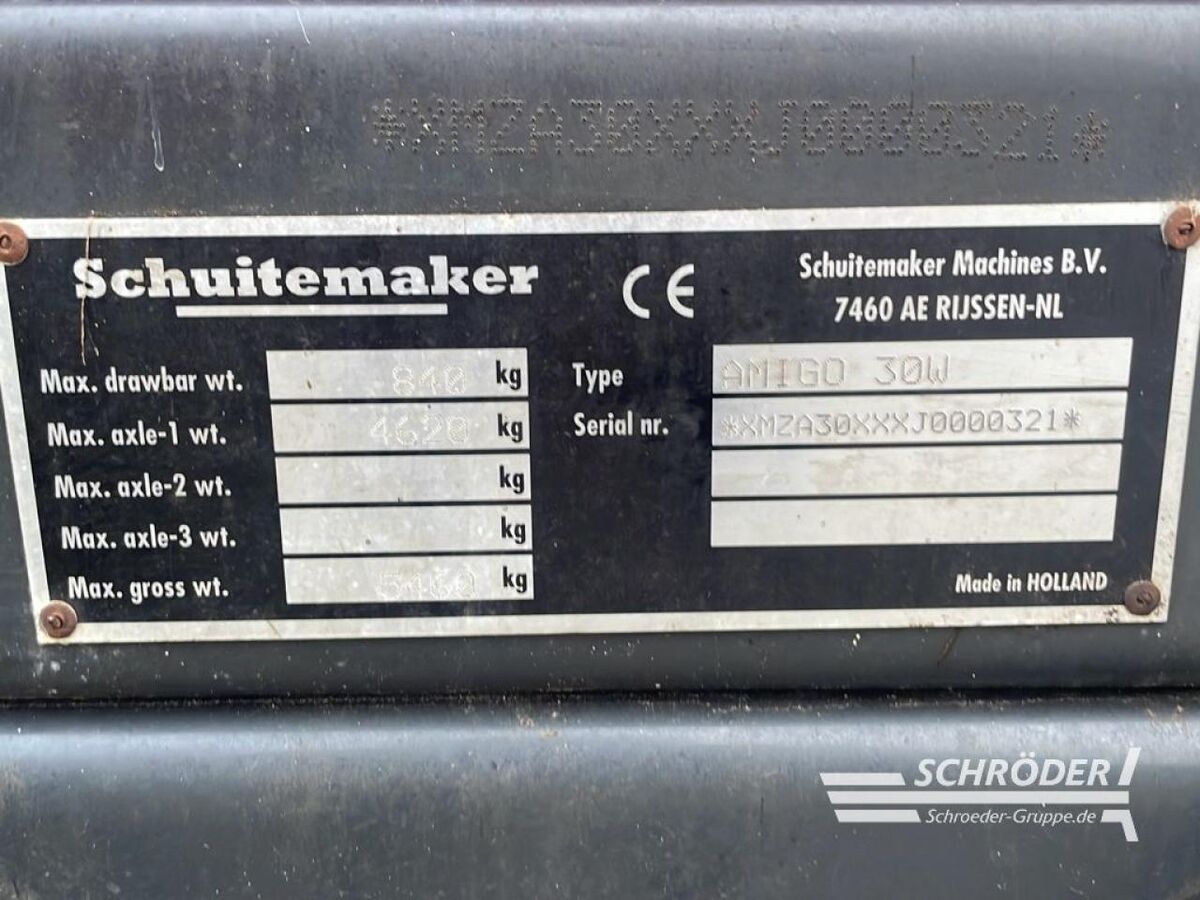 *XMZA30XXXJ0000321*
Schuitemaker
CE
Schuitemaker Machines B.V.
7460 AE RIJSSEN-NL
Max. drawbar wt. 840 kg
Max. axle-1 wt. 4620 kg
Max. axle-2 wt. kg
Max. axle-3 wt. kg
Max. gross wt. 5460 kg
Type AMIGO 30W
Serial nr. *XMZA30XXXJ0000321*
Made in HOLLAND
SCHRÖDER
Schroeder-Gruppe.de